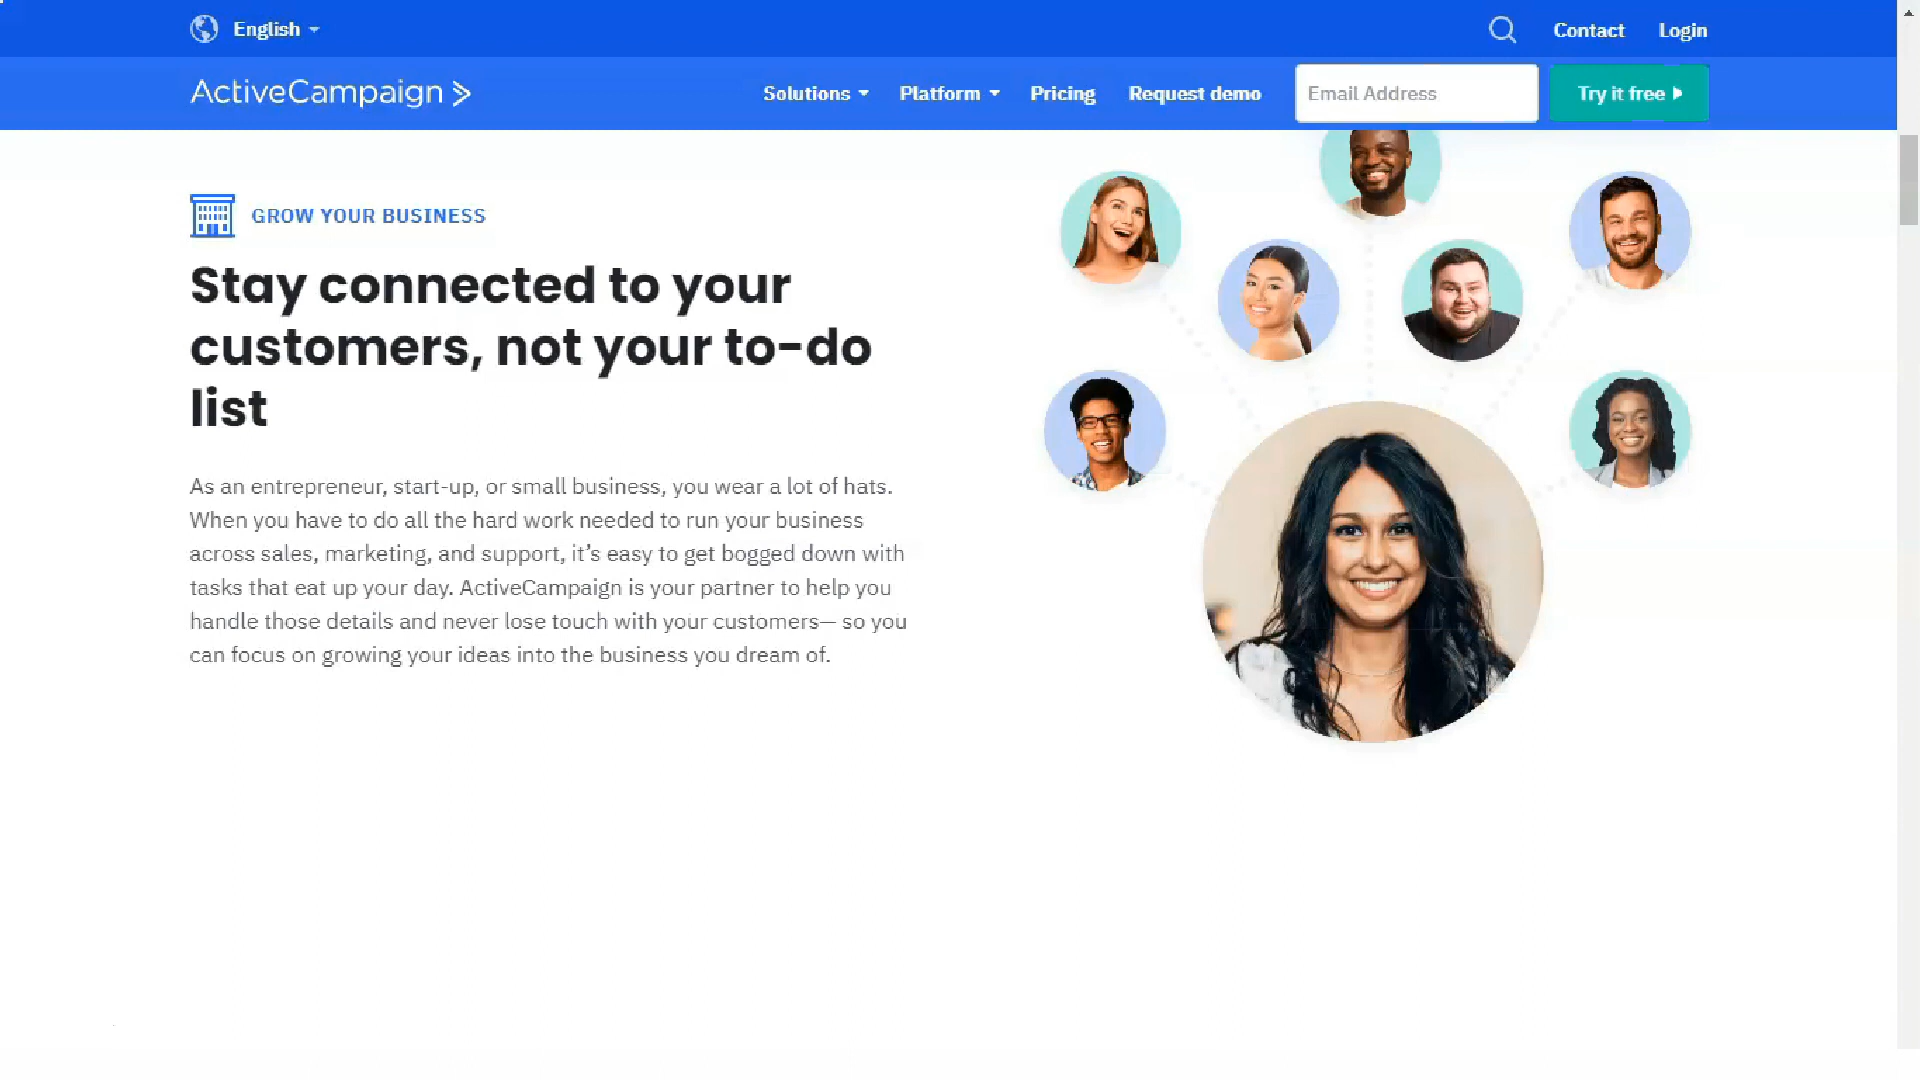 English
Contact
Login
ActiveCampaign
Solutions
Platform
Pricing
Request demo
Email Address
Try it free
GROW YOUR BUSINESS
Stay connected to your
customers, not your to-do
list
As an entrepreneur, start-up, or small business, you wear a lot of hats.
When you have to do all the hard work needed to run your business
across sales, marketing, and support, it’s easy to get bogged down with
tasks that eat up your day. ActiveCampaign is your partner to help you
handle those details and never lose touch with your customers— so you
can focus on growing your ideas into the business you dream of.